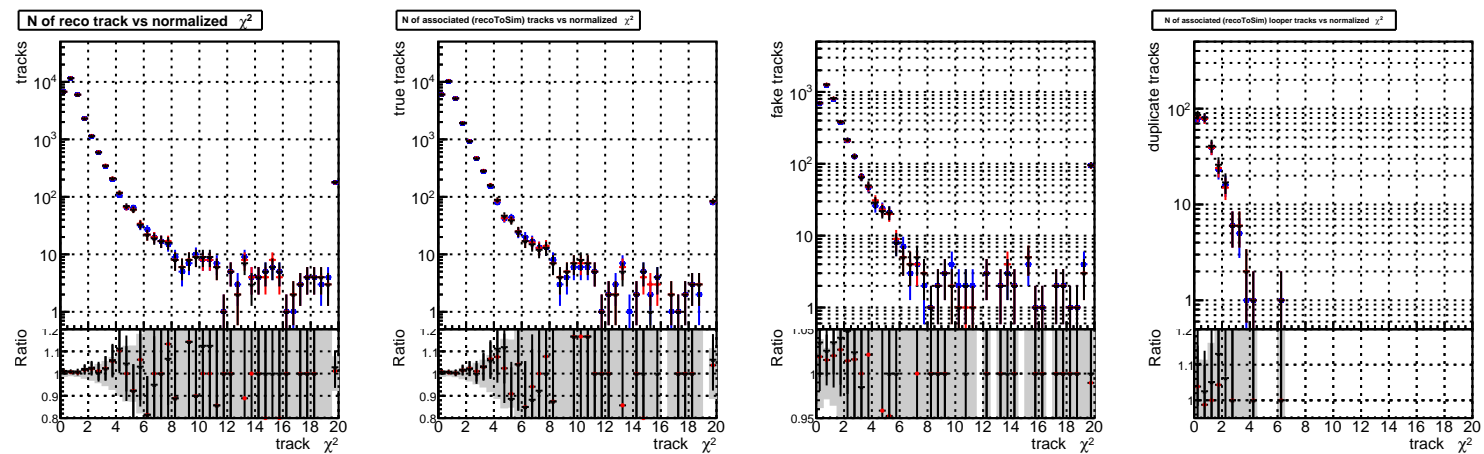 N of reco track vs normalized χ²
tracks
10⁴
10³
10²
10
1
Ratio
1.2
1.1
1
0.9
0.8
0 2 4 6 8 10 12 14 16 18 20
track χ²
N of associated (recoToSim) tracks vs normalized χ²
true tracks
10⁴
10³
10²
10
1
Ratio
1.2
1.1
1
0.9
0.8
0 2 4 6 8 10 12 14 16 18 20
track χ²
fake tracks
10³
10²
10
1
Ratio
1.05
1
0.95
0 2 4 6 8 10 12 14 16 18 20
track χ²
N of associated (recoToSim) looper tracks vs normalized χ²
duplicate tracks
10²
10
1
Ratio
1.2
1.1
1
0 2 4 6 8 10 12 14 16 18 20
track χ²